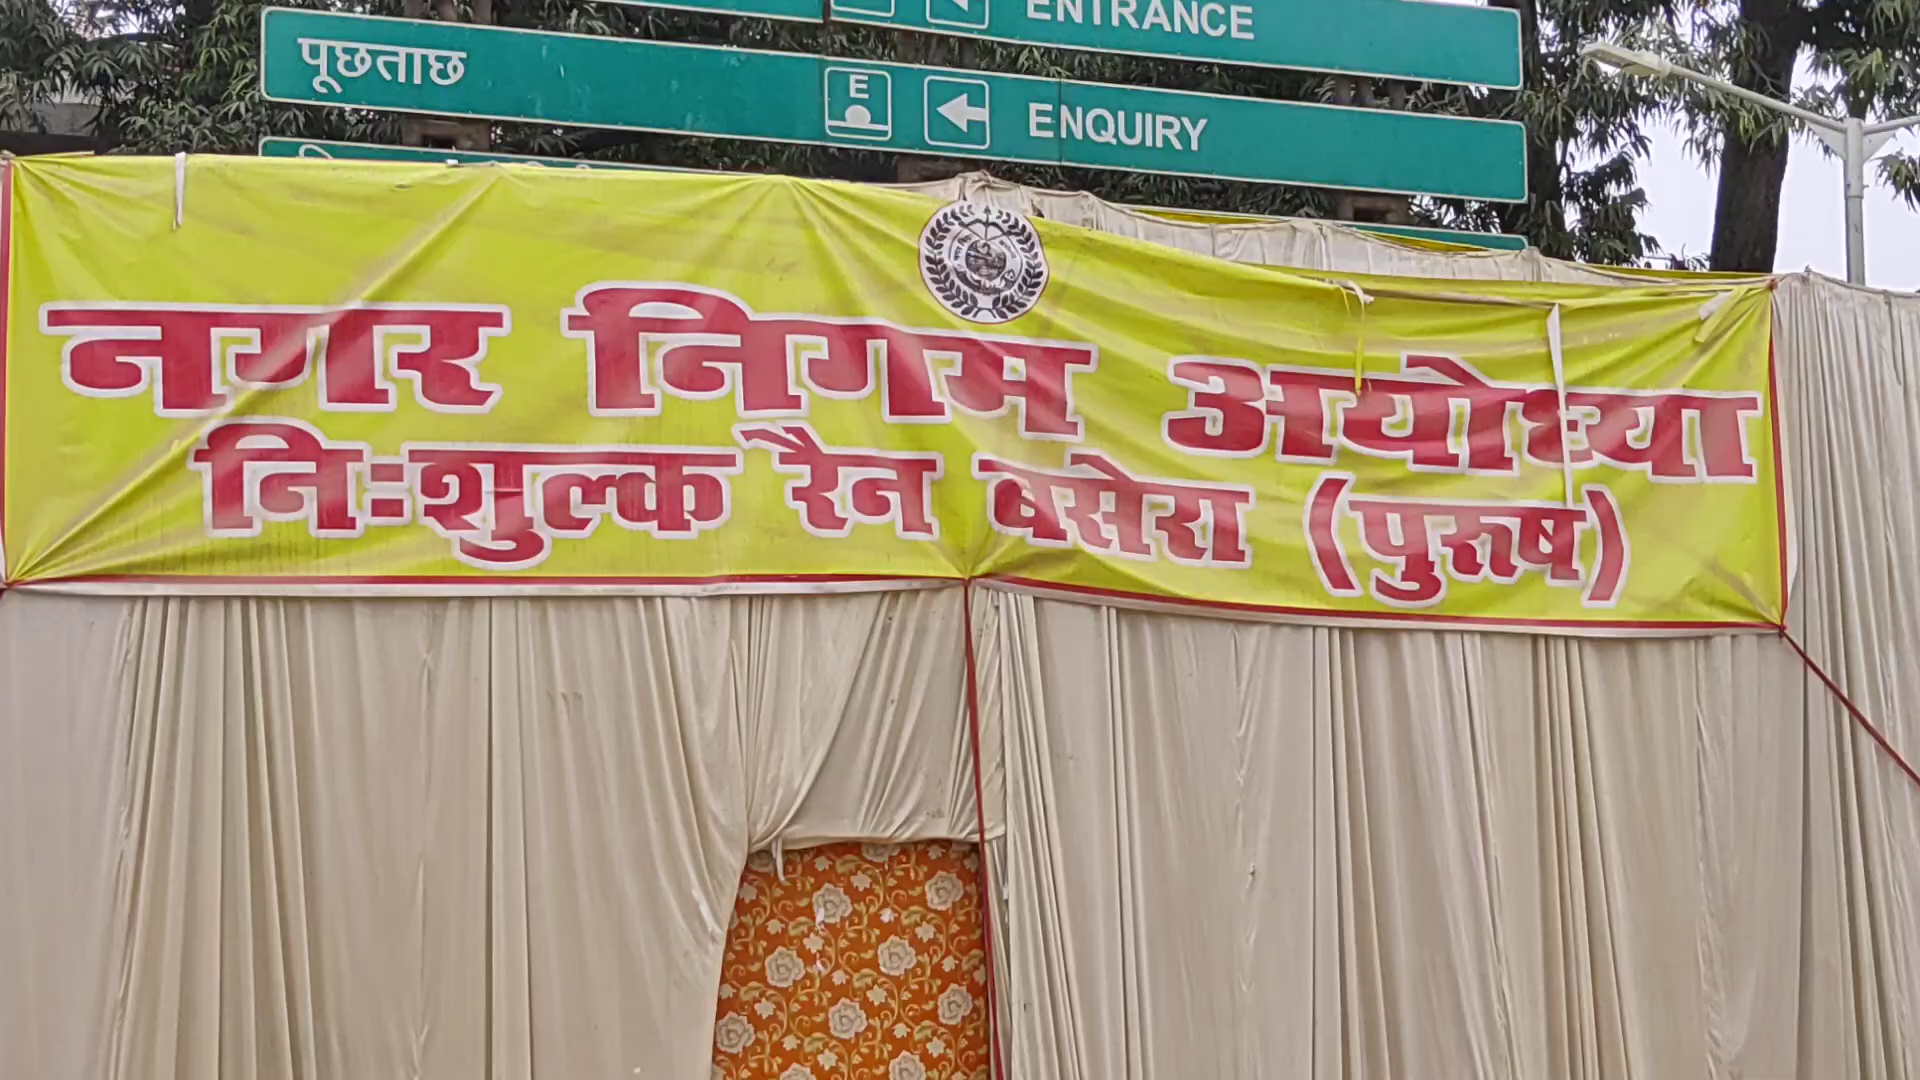 ENTRANCE
पूछताछ E ENQUIRY
नगर निगम अयोध्या
निःशुल्क रैन बसेरा (पुरुष)